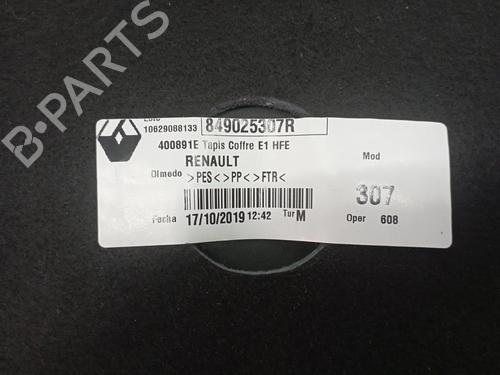 Lote
10629088133
849025307R
400891E Tapis Coffre E1 HFE
RENAULT
Mod
Olmedo >PES< >PP< >FTR<
307
Fecha 17/10/2019 12:42 Tur M
Oper 608
B-PARTS